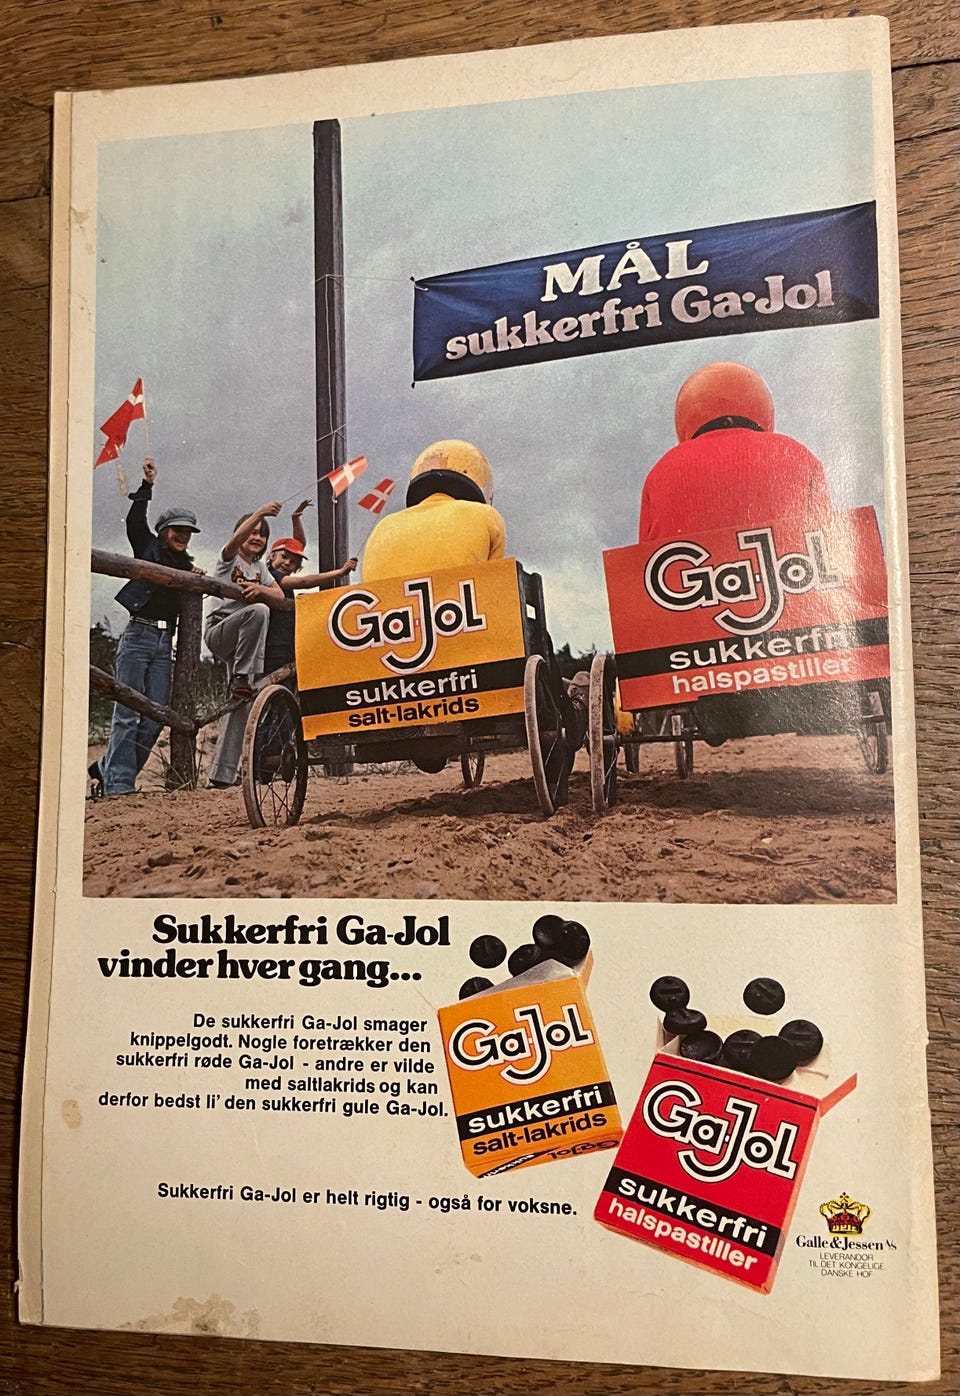 MÅL
sukkerfri Ga-Jol
Ga-Jol
sukkerfri
salt-lakrids
Ga-Jol
sukkerfri
halspastiller
Sukkerfri Ga-Jol
vinder hver gang...
De sukkerfri Ga-Jol smager
knippelgodt. Nogle foretrækker den
sukkerfri røde Ga-Jol - andre er vilde
med saltlakrids og kan
derfor bedst li' den sukkerfri gule Ga-Jol.
Sukkerfri Ga-Jol er helt rigtig - også for voksne.
Ga-Jol
sukkerfri
salt-lakrids
Ga-Jol
Ga-Jol
sukkerfri
halspastiller
Galle & Jessen A/s
LEVERANDØR
TIL DET KONGELIGE
DANSKE HOF